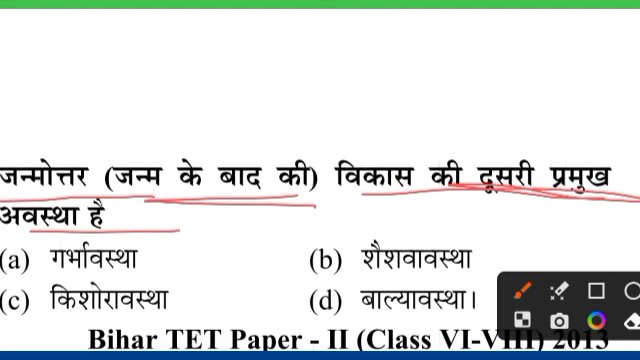 जन्मोत्तर (जन्म के बाद की) विकास की दूसरी प्रमुख
अवस्था है
(a) गर्भावस्था (b) शैशवावस्था
(c) किशोरावस्था (d) बाल्यावस्था।
Bihar TET Paper - II (Class VI-VIII) 2013